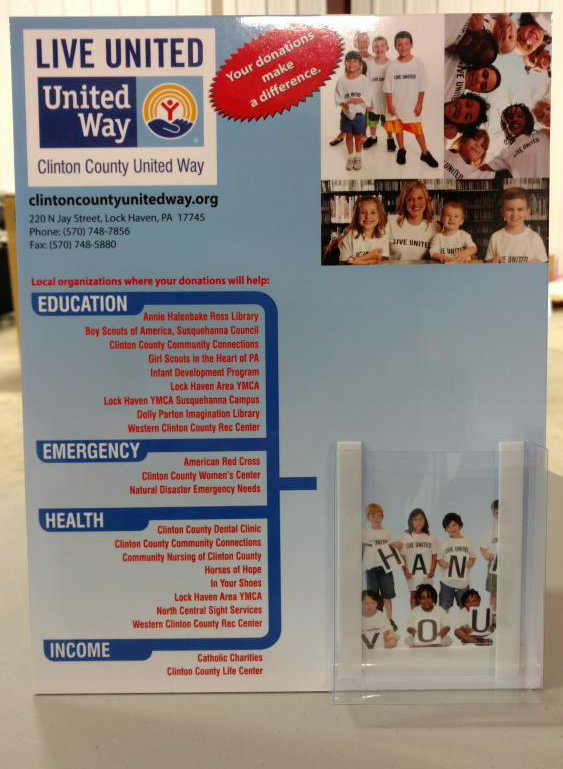 LIVE UNITED
United
Way
Clinton County United Way
Your donations
make
a difference.
clintoncountyunitedway.org
220 N Jay Street, Lock Haven, PA 17745
Phone: (570) 748-7856
Fax: (570) 748-5880
Local organizations where your donations will help:
EDUCATION
Annie Halenbake Ross Library
Boy Scouts of America, Susquehanna Council
Clinton County Community Connections
Girl Scouts in the Heart of PA
Infant Development Program
Lock Haven Area YMCA
Lock Haven YMCA Susquehanna Campus
Dolly Parton Imagination Library
Western Clinton County Rec Center
EMERGENCY
American Red Cross
Clinton County Women's Center
Natural Disaster Emergency Needs
HEALTH
Clinton County Dental Clinic
Clinton County Community Connections
Community Nursing of Clinton County
Horses of Hope
In Your Shoes
Lock Haven Area YMCA
North Central Sight Services
Western Clinton County Rec Center
INCOME
Catholic Charities
Clinton County Life Center
LIVE UNITED
LIVE UNITED
LIVE UNITED
LIVE UNITED
HAN
YOU